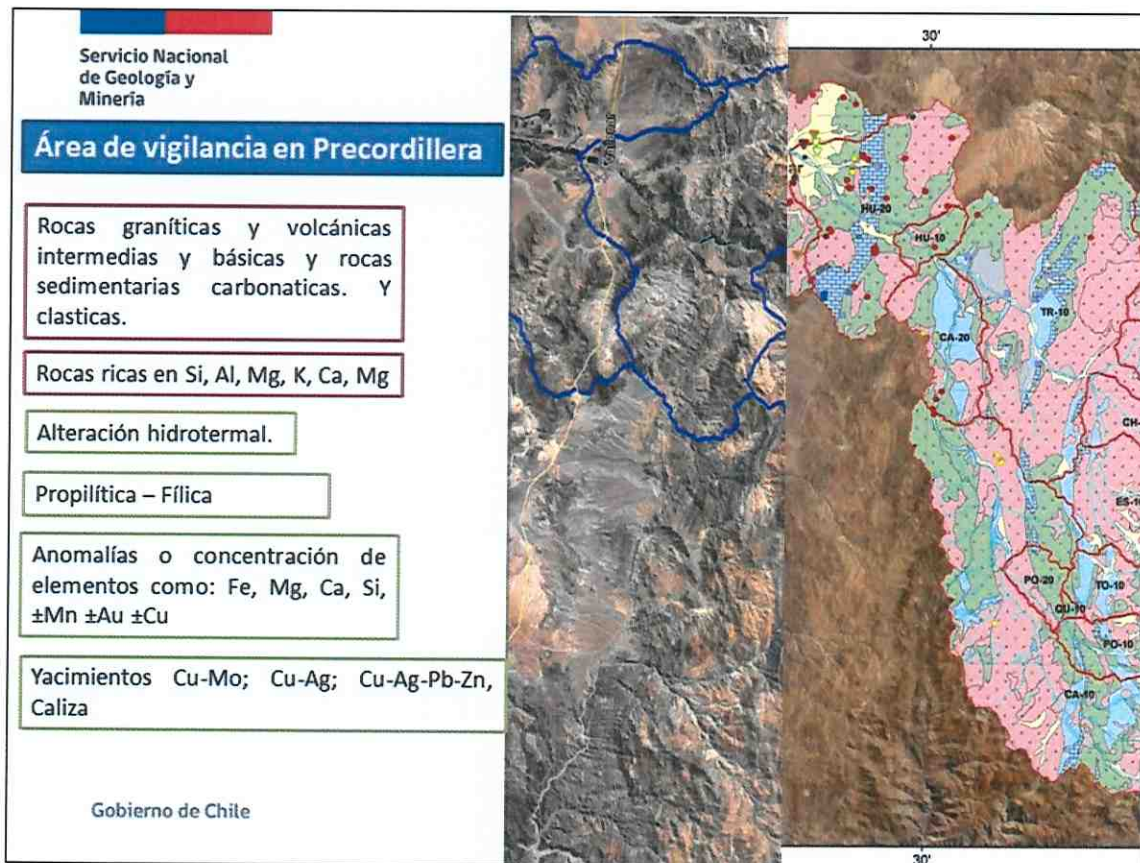 Servicio Nacional
de Geología y
Minería
Área de vigilancia en Precordillera
Rocas graníticas y volcánicas
intermedias y básicas y rocas
sedimentarias carbonaticas. Y
clasticas.
Rocas ricas en Si, Al, Mg, K, Ca, Mg
Alteración hidrotermal.
Propilítica – Fílica
Anomalías o concentración de
elementos como: Fe, Mg, Ca, Si,
±Mn ±Au ±Cu
Yacimientos Cu-Mo; Cu-Ag; Cu-Ag-Pb-Zn,
Caliza
Gobierno de Chile
30'
HU-20
HU-10
TR-10
CA-20
CH-
ES-10
PO-20
TO-10
CU-10
PO-10
CA-10
30'